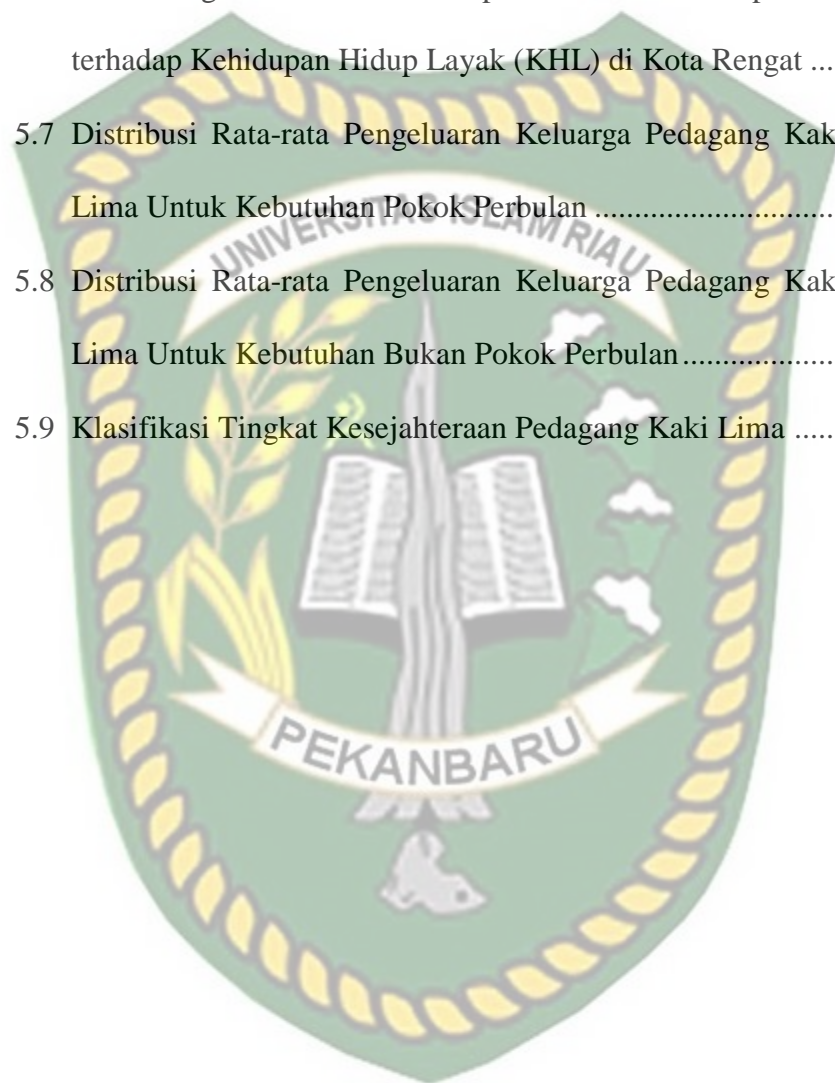 terhadap Kehidupan Hidup Layak (KHL) di Kota Rengat ...
5.7 Distribusi Rata-rata Pengeluaran Keluarga Pedagang Kak
Lima Untuk Kebutuhan Pokok Perbulan ..............................
5.8 Distribusi Rata-rata Pengeluaran Keluarga Pedagang Kak
Lima Untuk Kebutuhan Bukan Pokok Perbulan...................
5.9 Klasifikasi Tingkat Kesejahteraan Pedagang Kaki Lima .....
UNIVERSITAS ISLAM RIAU
PEKANBARU